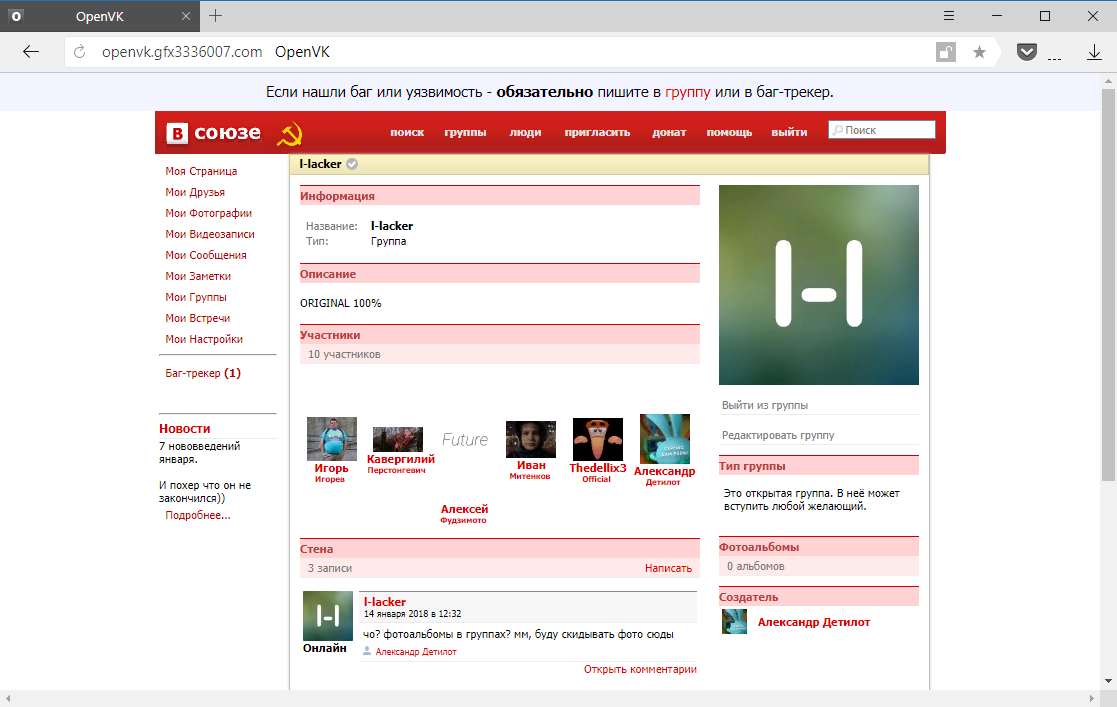 OpenVK
openvk.gfx3336007.com OpenVK
Если нашли баг или уязвимость - обязательно пишите в группу или в баг-трекер.
В СОЮЗЕ
поиск группы люди пригласить донат помощь выйти
Поиск
Моя Страница
Мои Друзья
Мои Фотографии
Мои Видеозаписи
Мои Сообщения
Мои Заметки
Мои Группы
Мои Встречи
Мои Настройки
Баг-трекер (1)
Новости
7 нововведений
января.
И похер что он не
закончился))
Подробнее...
l-lacker
Информация
Название: l-lacker
Тип: Группа
Описание
ORIGINAL 100%
Участники
10 участников
Игорь
Игорев
Кавергилий
Перстонгевич
Future
Алексей
Фудзимото
Иван
Митенков
Thedellix3
Official
СЕЙЧАС
Александр
Детилот
Стена
3 записи Написать
l-lacker
14 января 2018 в 12:32
чо? фотоальбомы в группах? мм, буду скидывать фото сюды
Онлайн
Александр Детилот
Открыть комментарии
Выйти из группы
Редактировать группу
Тип группы
Это открытая группа. В неё может
вступить любой желающий.
Фотоальбомы
0 альбомов
Создатель
Александр Детилот